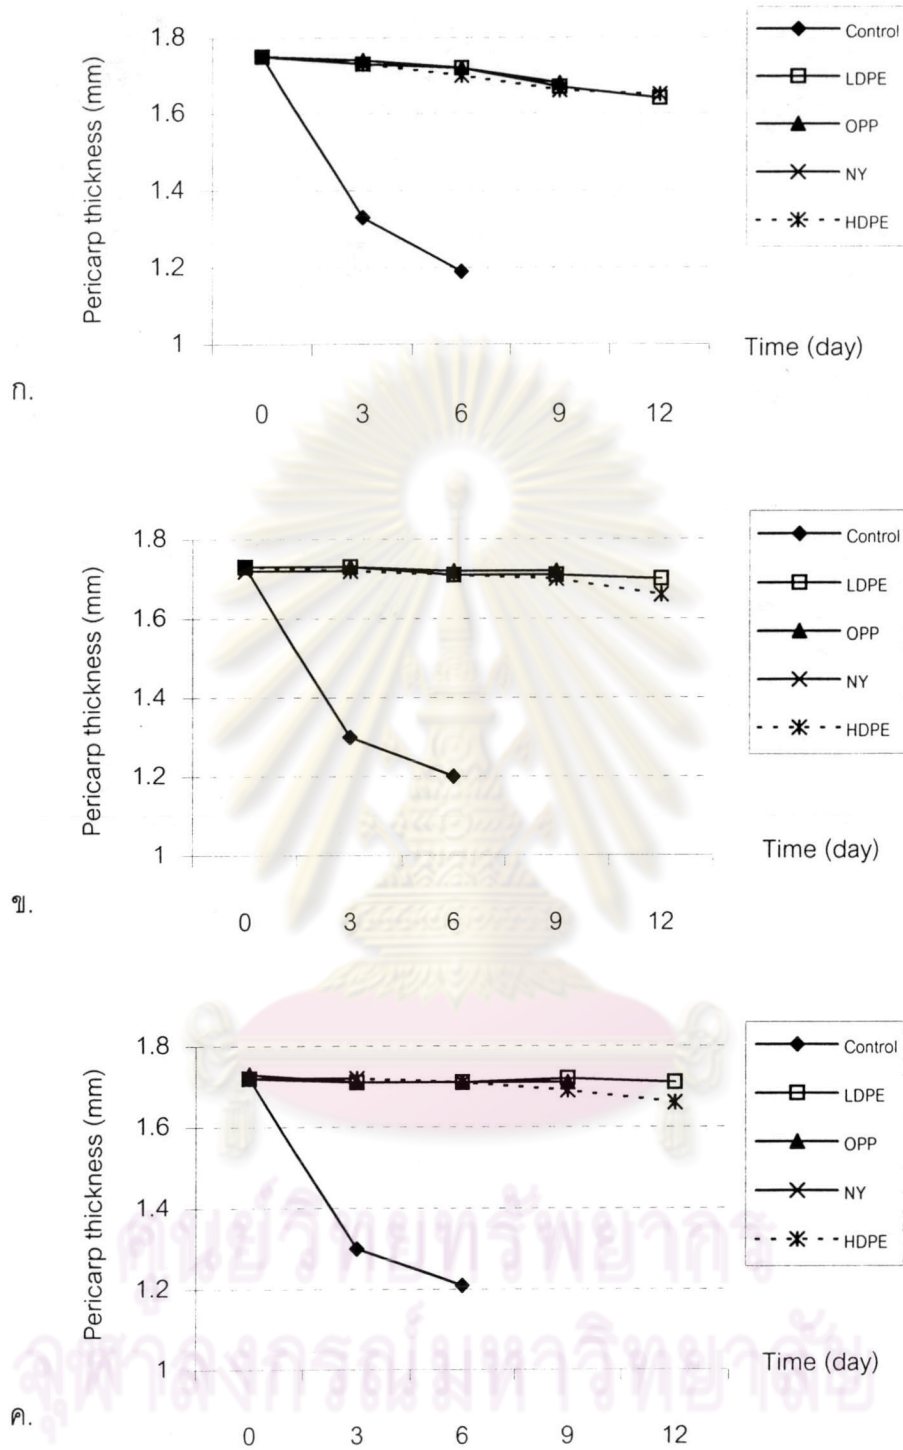 Pericarp thickness (mm)
1.8
1.6
1.4
1.2
1
0 3 6 9 12
Time (day)
Control
LDPE
OPP
NY
HDPE
ก.
Pericarp thickness (mm)
1.8
1.6
1.4
1.2
1
0 3 6 9 12
Time (day)
Control
LDPE
OPP
NY
HDPE
ข.
Pericarp thickness (mm)
1.8
1.6
1.4
1.2
1
0 3 6 9 12
Time (day)
Control
LDPE
OPP
NY
HDPE
ค.
ศูนย์วิทยทรัพยากร
จุฬาลงกรณ์มหาวิทยาลัย